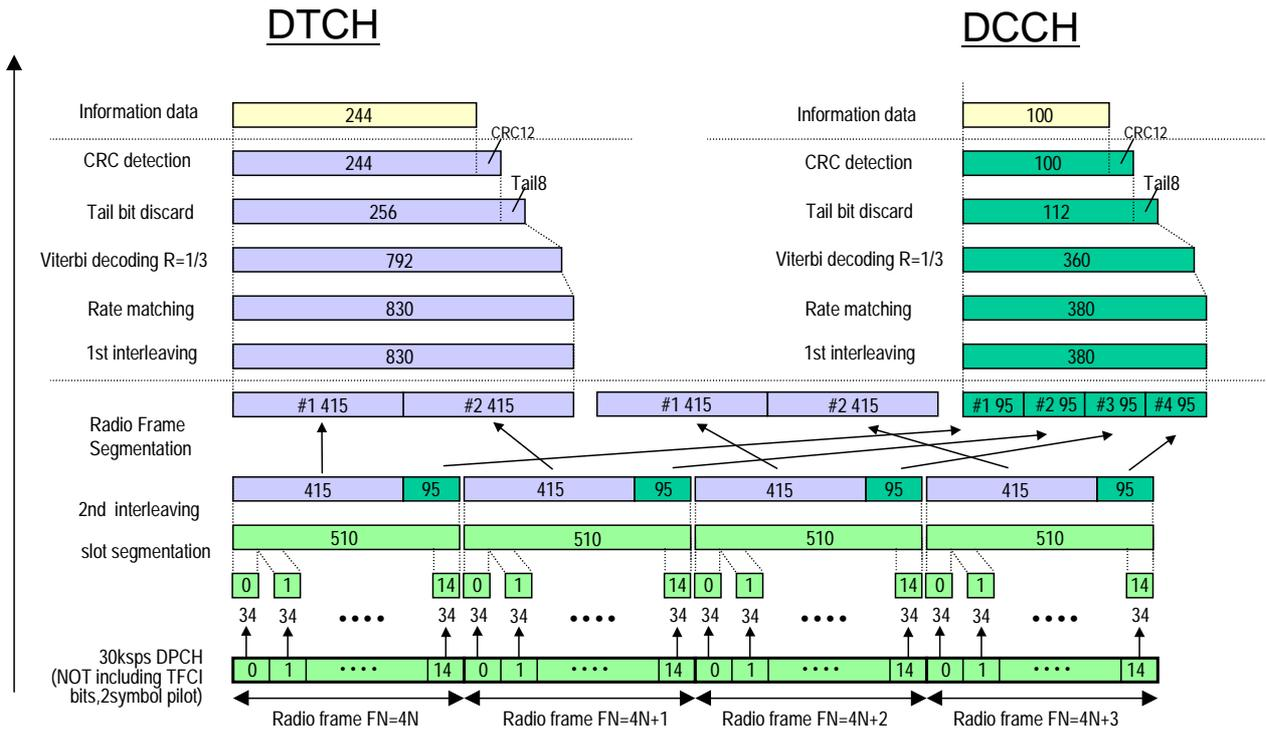 DTCH
DCCH
Information data 244
Information data 100
CRC12
CRC12
CRC detection 244
CRC detection 100
Tail8
Tail8
Tail bit discard 256
Tail bit discard 112
Viterbi decoding R=1/3 792
Viterbi decoding R=1/3 360
Rate matching 830
Rate matching 380
1st interleaving 830
1st interleaving 380
#1 415 #2 415 #1 415 #2 415 #1 95 #2 95 #3 95 #4 95
Radio Frame
Segmentation
415 95 415 95 415 95 415 95
2nd interleaving
510 510 510 510
slot segmentation
0 1 14 0 1 14 0 1 14 0 1 14
34 34 •••• 34 34 34 •••• 34 34 34 •••• 34 34 34 •••• 34
30ksps DPCH
(NOT including TFCI
bits,2symbol pilot)
0 1 •••• 14 0 1 •••• 14 0 1 •••• 14 0 1 •••• 14
Radio frame FN=4N Radio frame FN=4N+1 Radio frame FN=4N+2 Radio frame FN=4N+3